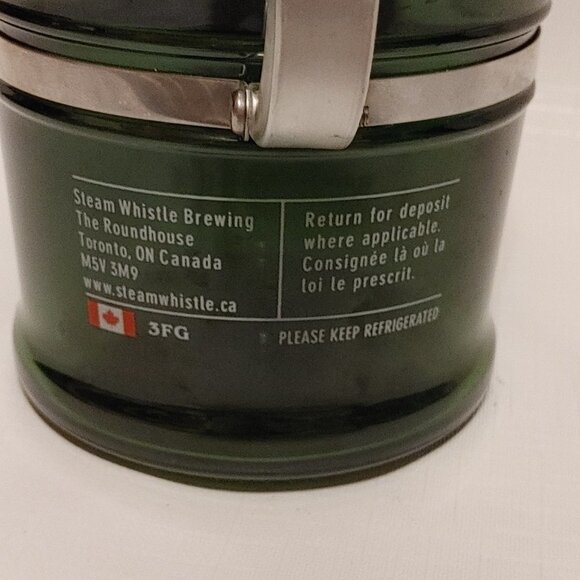 Steam Whistle Brewing
The Roundhouse
Toronto, ON Canada
M5V 3M9
www.steamwhistle.ca
Return for deposit
where applicable.
Consignée là où la
loi le prescrit.
3FG
PLEASE KEEP REFRIGERATED